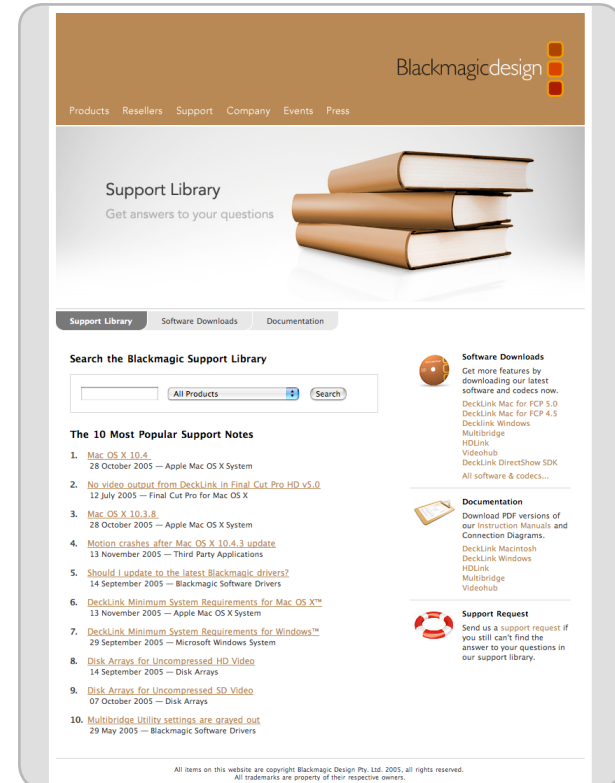 Blackmagicdesign
Products Resellers Support Company Events Press
Support Library
Get answers to your questions
Support Library Software Downloads Documentation
Search the Blackmagic Support Library
All Products Search
The 10 Most Popular Support Notes
1. Mac OS X 10.4
28 October 2005 — Apple Mac OS X System
2. No video output from DeckLink in Final Cut Pro HD v5.0
12 July 2005 — Final Cut Pro for Mac OS X
3. Mac OS X 10.3.8
28 October 2005 — Apple Mac OS X System
4. Motion crashes after Mac OS X 10.4.3 update
13 November 2005 — Third Party Applications
5. Should I update to the latest Blackmagic drivers?
14 September 2005 — Blackmagic Software Drivers
6. DeckLink Minimum System Requirements for Mac OS X™
13 November 2005 — Apple Mac OS X System
7. DeckLink Minimum System Requirements for Windows™
29 September 2005 — Microsoft Windows System
8. Disk Arrays for Uncompressed HD Video
14 September 2005 — Disk Arrays
9. Disk Arrays for Uncompressed SD Video
07 October 2005 — Disk Arrays
10. Multibridge Utility settings are grayed out
29 May 2005 — Blackmagic Software Drivers
Software Downloads
Get more features by
downloading our latest
software and codecs now.
DeckLink Mac for FCP 5.0
DeckLink Mac for FCP 4.5
Decklink Windows
Multibridge
HDLink
Videohub
DeckLink DirectShow SDK
All software & codecs...
Documentation
Download PDF versions of
our Instruction Manuals and
Connection Diagrams.
DeckLink Macintosh
DeckLink Windows
HDLink
Multibridge
Videohub
Support Request
Send us a support request if
you still can't find the
answer to your questions in
our support library.
All items on this website are copyright Blackmagic Design Pty. Ltd. 2005, all rights reserved.
All trademarks are property of their respective owners.